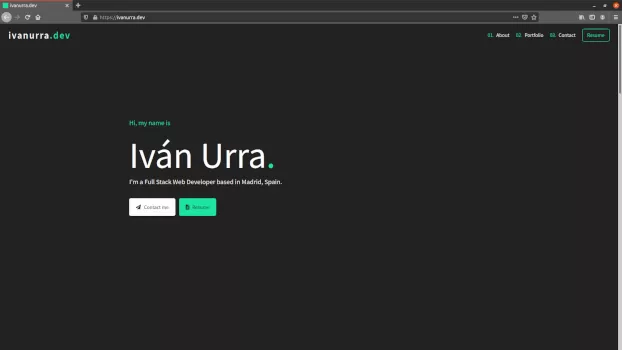 ivanurra.dev
https://ivanurra.dev
ivanurra.dev
01. About
02. Portfolio
03. Contact
Resume
Hi, my name is
Iván Urra.
I'm a Full Stack Web Developer based in Madrid, Spain.
Contact me
Resume